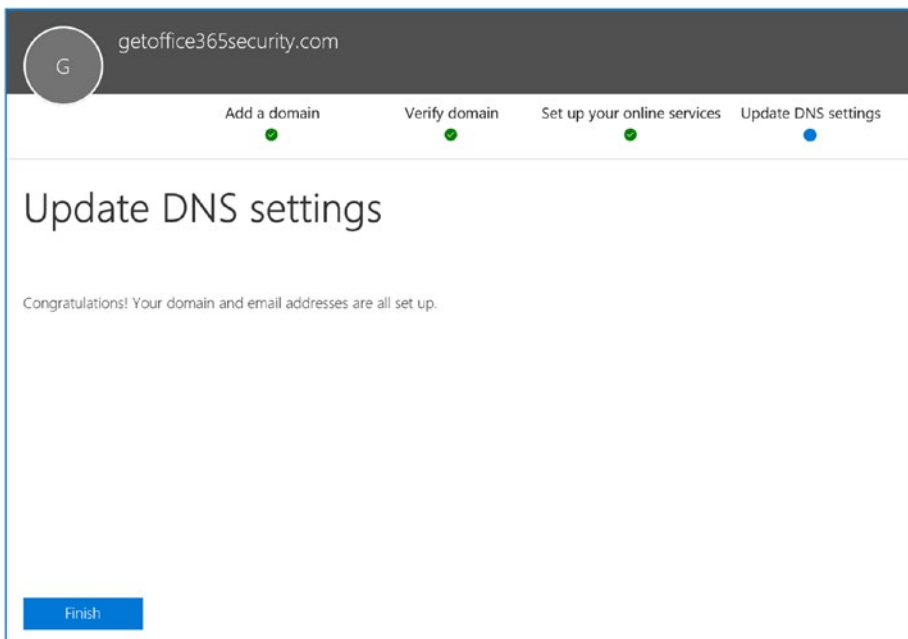 G
getoffice365security.com
Add a domain Verify domain Set up your online services Update DNS settings
Update DNS settings
Congratulations! Your domain and email addresses are all set up.
Finish